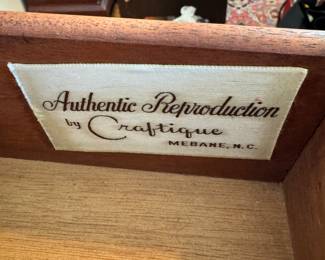 Authentic Reproduction
by Craftique
MEBANE, N.C.